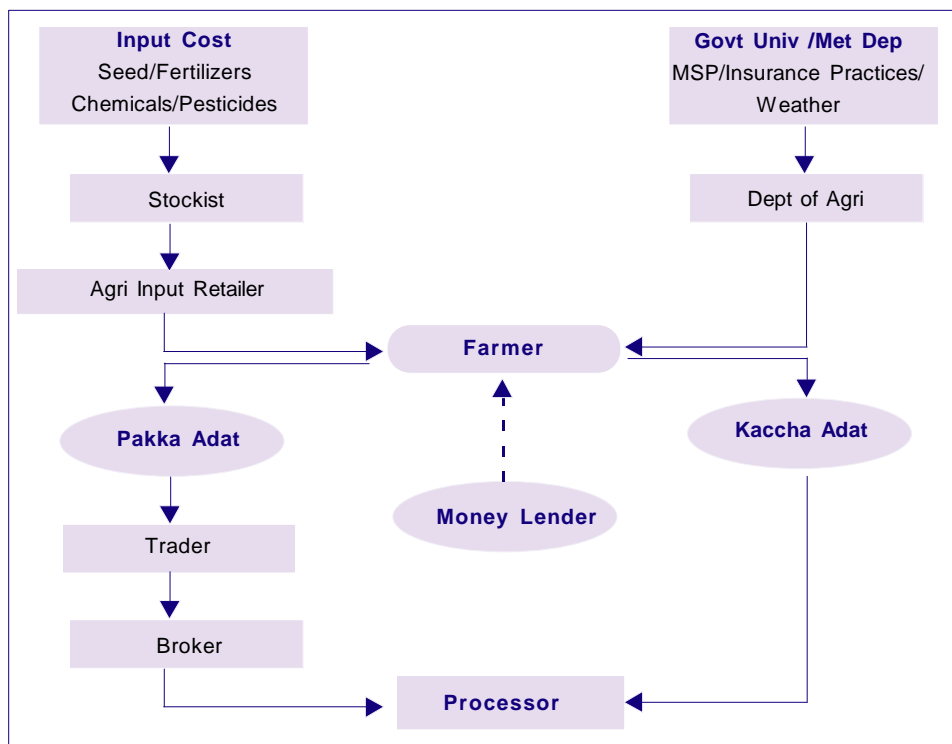 Input Cost
Seed/Fertilizers
Chemicals/Pesticides
Govt Univ /Met Dep
MSP/Insurance Practices/
Weather
Stockist
Dept of Agri
Agri Input Retailer
Farmer
Pakka Adat
Kaccha Adat
Money Lender
Trader
Broker
Processor